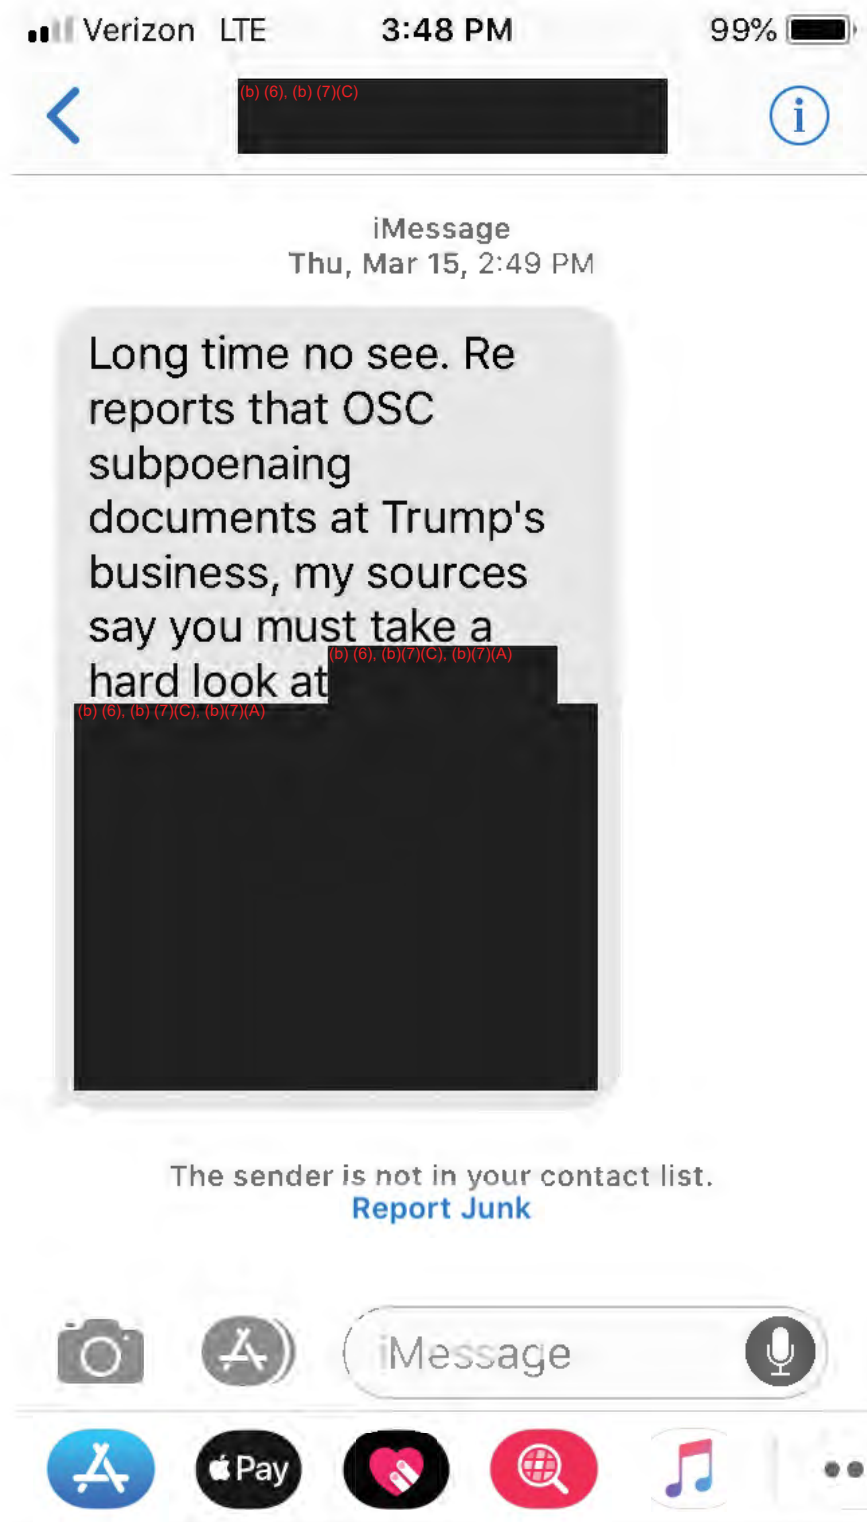 Verizon LTE 3:48 PM 99%
(b) (6), (b) (7)(C)
iMessage
Thu, Mar 15, 2:49 PM
Long time no see. Re
reports that OSC
subpoenaing
documents at Trump's
business, my sources
say you must take a
(b) (6), (b)(7)(C), (b)(7)(A)
hard look at
(b) (6), (b) (7)(C), (b)(7)(A)
The sender is not in your contact list.
Report Junk
iMessage
Pay